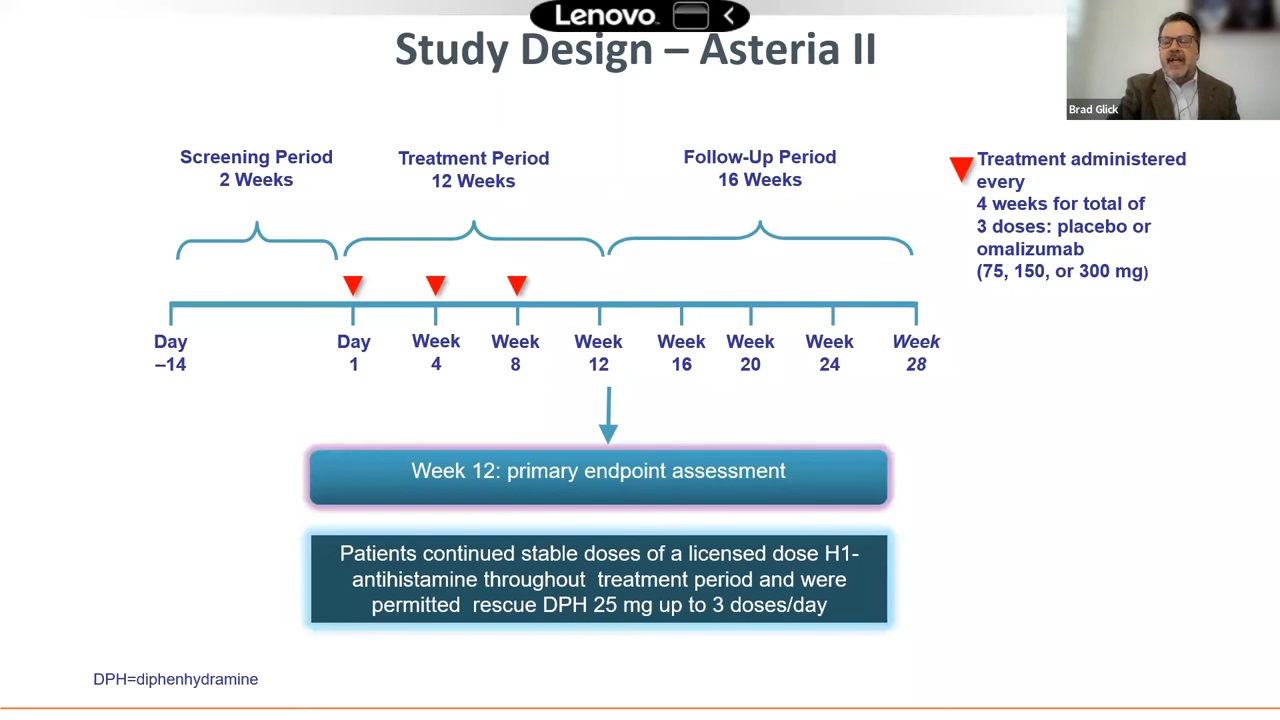 Lenovo
Study Design – Asteria II
Brad Glick
Screening Period
2 Weeks
Treatment Period
12 Weeks
Follow-Up Period
16 Weeks
Treatment administered
every
4 weeks for total of
3 doses: placebo or
omalizumab
(75, 150, or 300 mg)
Day
–14
Day
1
Week
4
Week
8
Week
12
Week
16
Week
20
Week
24
Week
28
Week 12: primary endpoint assessment
Patients continued stable doses of a licensed dose H1-
antihistamine throughout treatment period and were
permitted rescue DPH 25 mg up to 3 doses/day
DPH=diphenhydramine